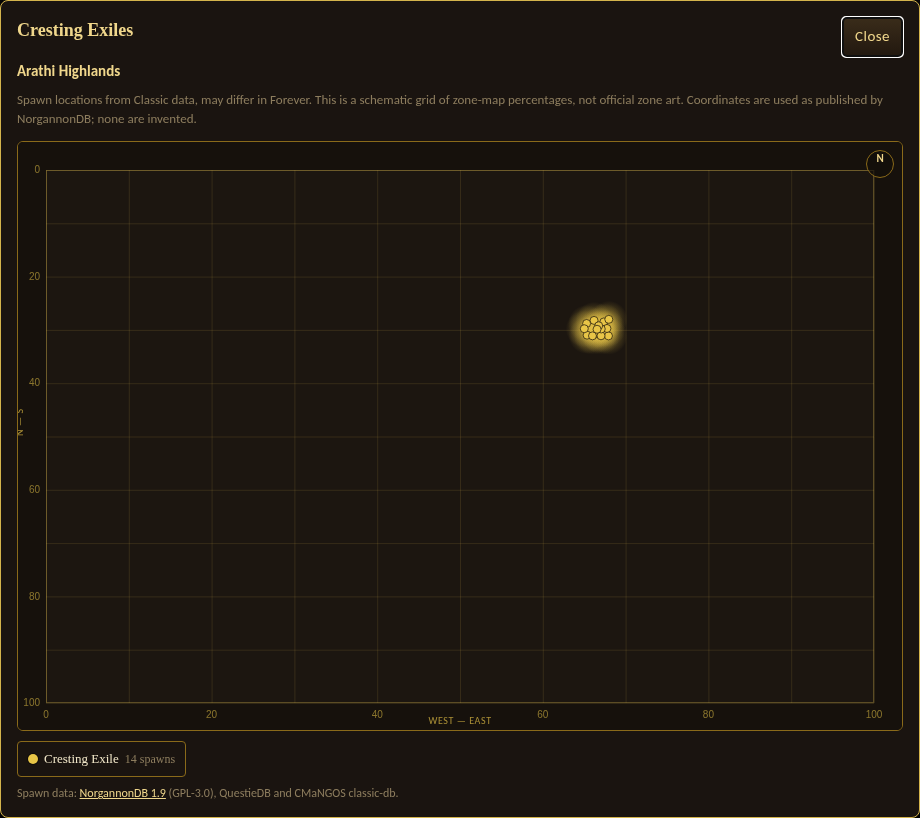 Cresting Exiles
Close
Arathi Highlands
Spawn locations from Classic data, may differ in Forever. This is a schematic grid of zone-map percentages, not official zone art. Coordinates are used as published by
NorgannonDB; none are invented.
N
0
20
40
N — S
60
80
100
0 20 40 60 80 100
WEST — EAST
Cresting Exile 14 spawns
Spawn data: NorgannonDB 1.9 (GPL-3.0), QuestieDB and CMaNGOS classic-db.